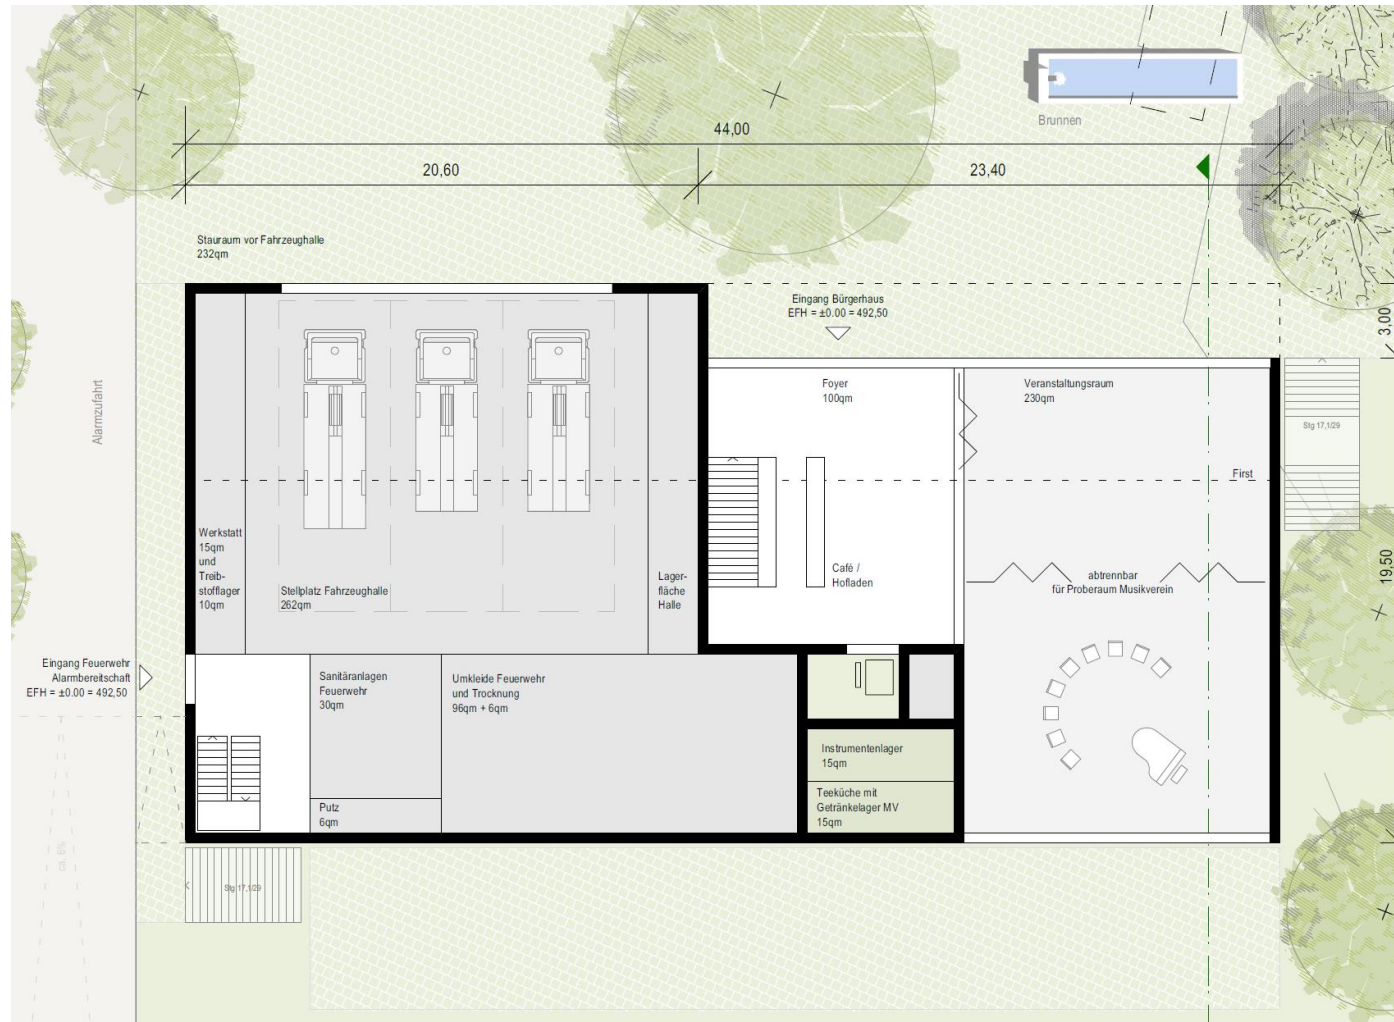 Brunnen
44,00
20,60
23,40
Stauraum vor Fahrzeughalle
232qm
Eingang Bürgerhaus
EFH = ±0.00 = 492,50
3,00
Alarmzufahrt
Foyer
100qm
Veranstaltungsraum
230qm
Stg 17,1/29
First
Werkstatt
15qm
und
Treib-
stofflager
10qm
Stellplatz Fahrzeughalle
262qm
Lager-
fläche
Halle
Café /
Hofladen
abtrennbar
für Proberaum Musikverein
19,50
Eingang Feuerwehr
Alarmbereitschaft
EFH = ±0.00 = 492,50
Sanitäranlagen
Feuerwehr
30qm
Umkleide Feuerwehr
und Trocknung
96qm + 6qm
Instrumentenlager
15qm
Teeküche mit
Getränkelager MV
15qm
Putz
6qm
ca. 6%
Stg 17,1/29